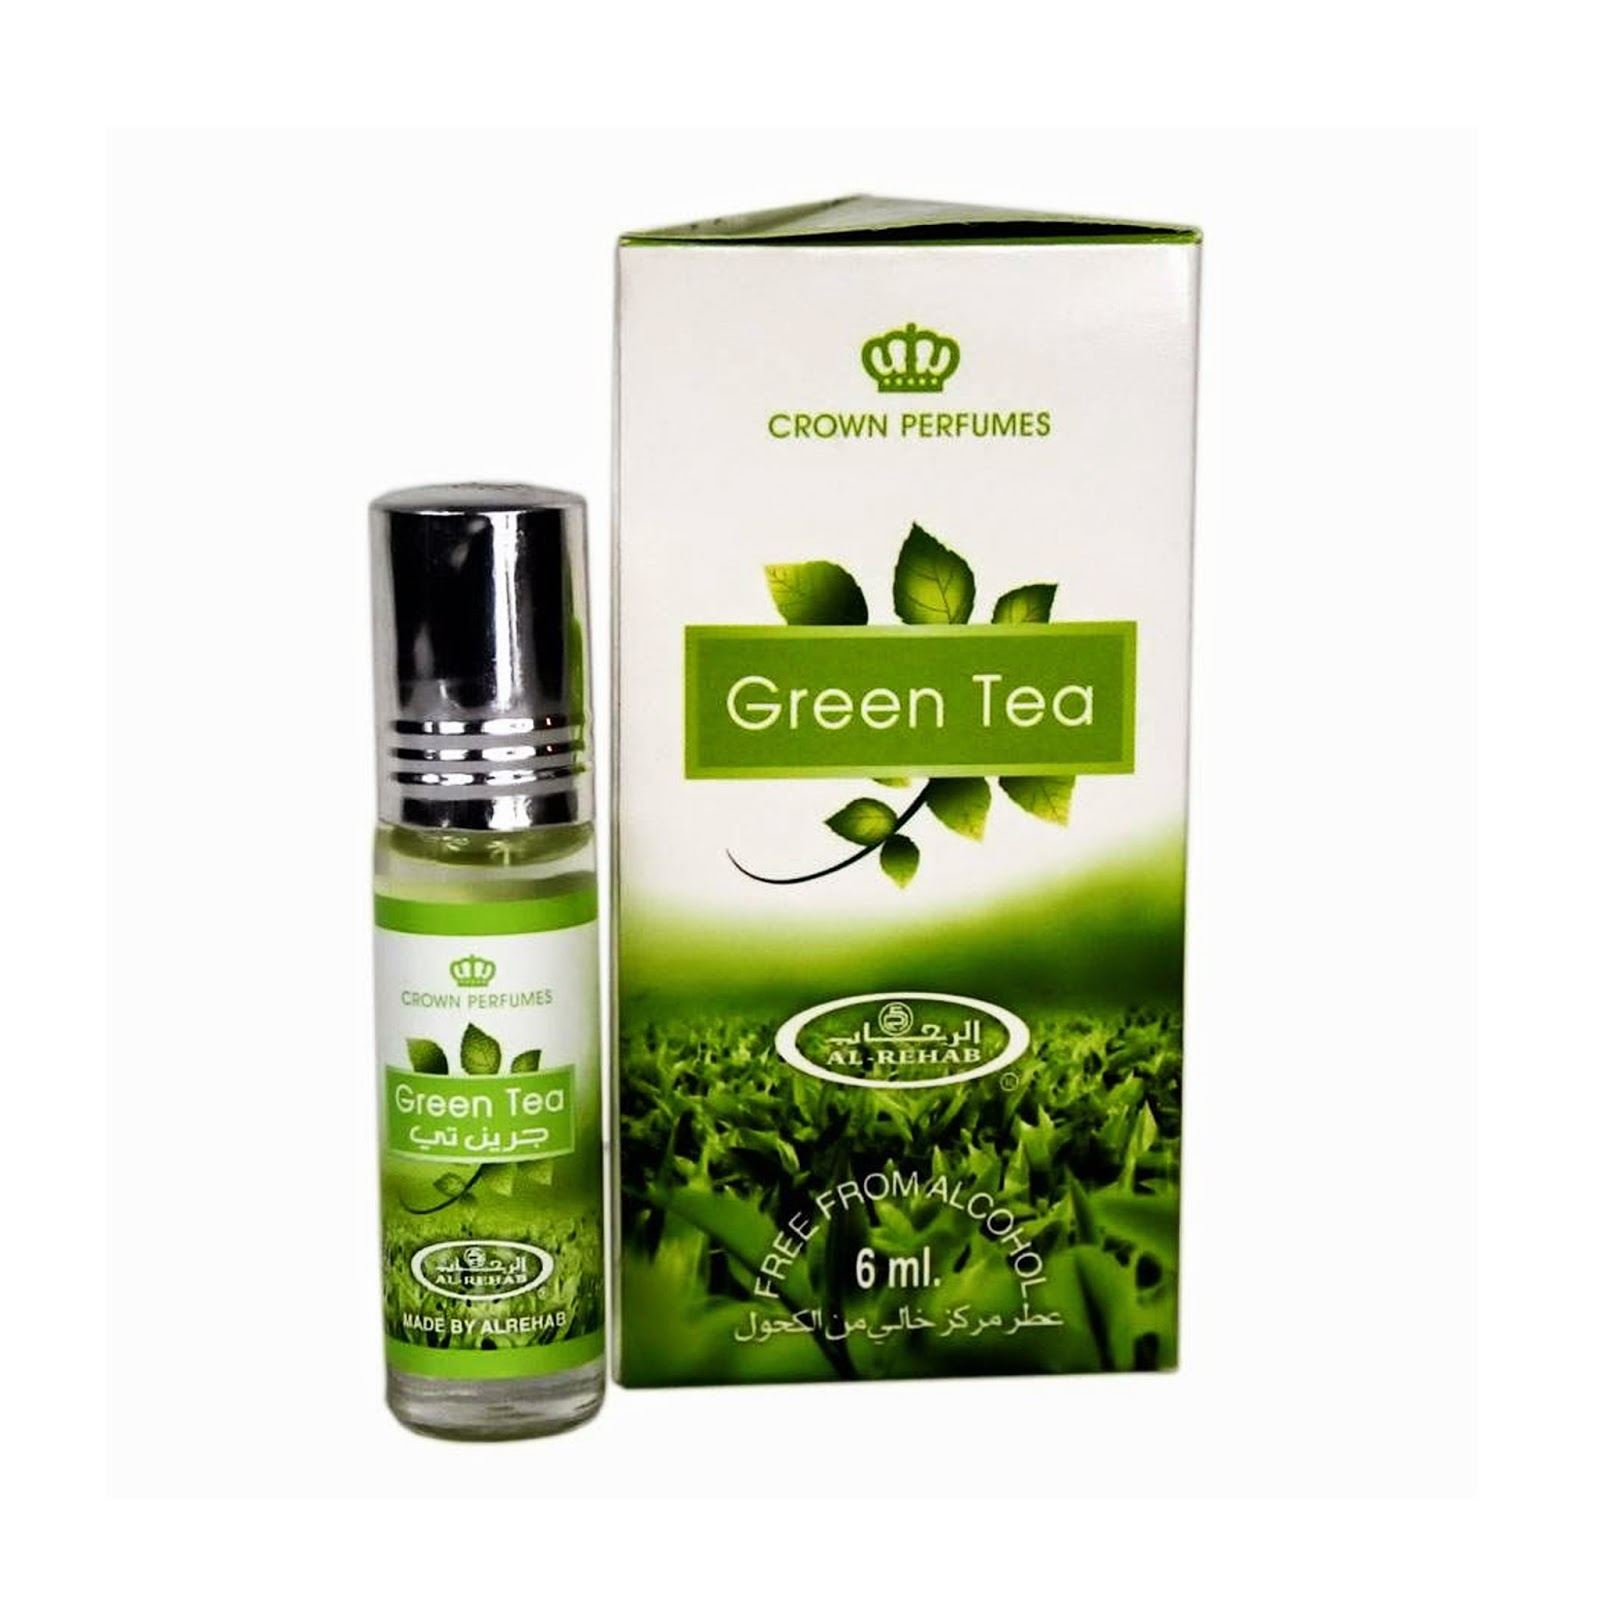 CROWN PERFUMES
Green Tea
الرحاب
AL-REHAB
®
FREE FROM ALCOHOL
6 ml.
عطر مركز خالي من الكحول
CROWN PERFUMES
Green Tea
جرين تي
الرحاب
AL-REHAB
MADE BY ALREHAB